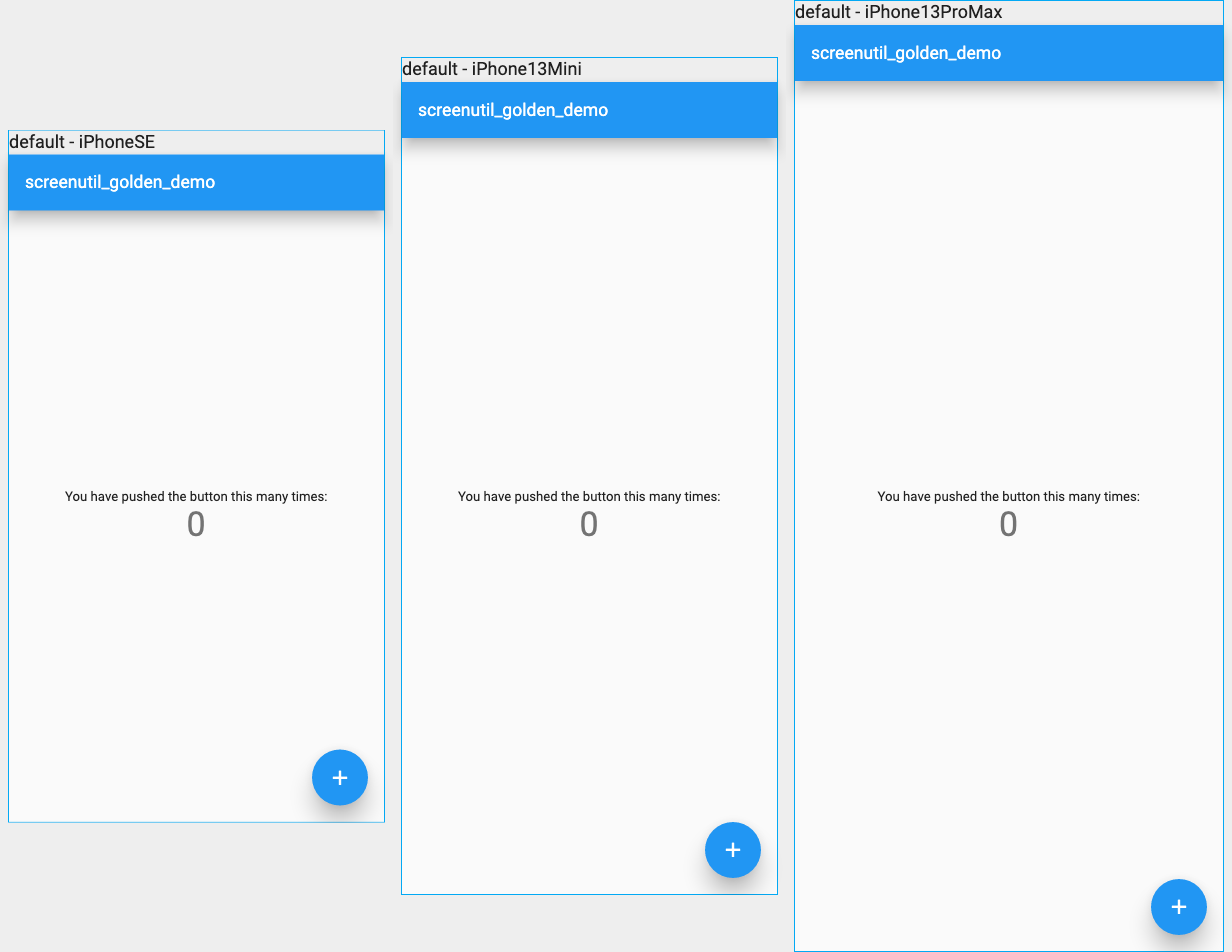 default - iPhoneSE
screenutil_golden_demo
You have pushed the button this many times:
0
+
default - iPhone13Mini
screenutil_golden_demo
You have pushed the button this many times:
0
+
default - iPhone13ProMax
screenutil_golden_demo
You have pushed the button this many times:
0
+